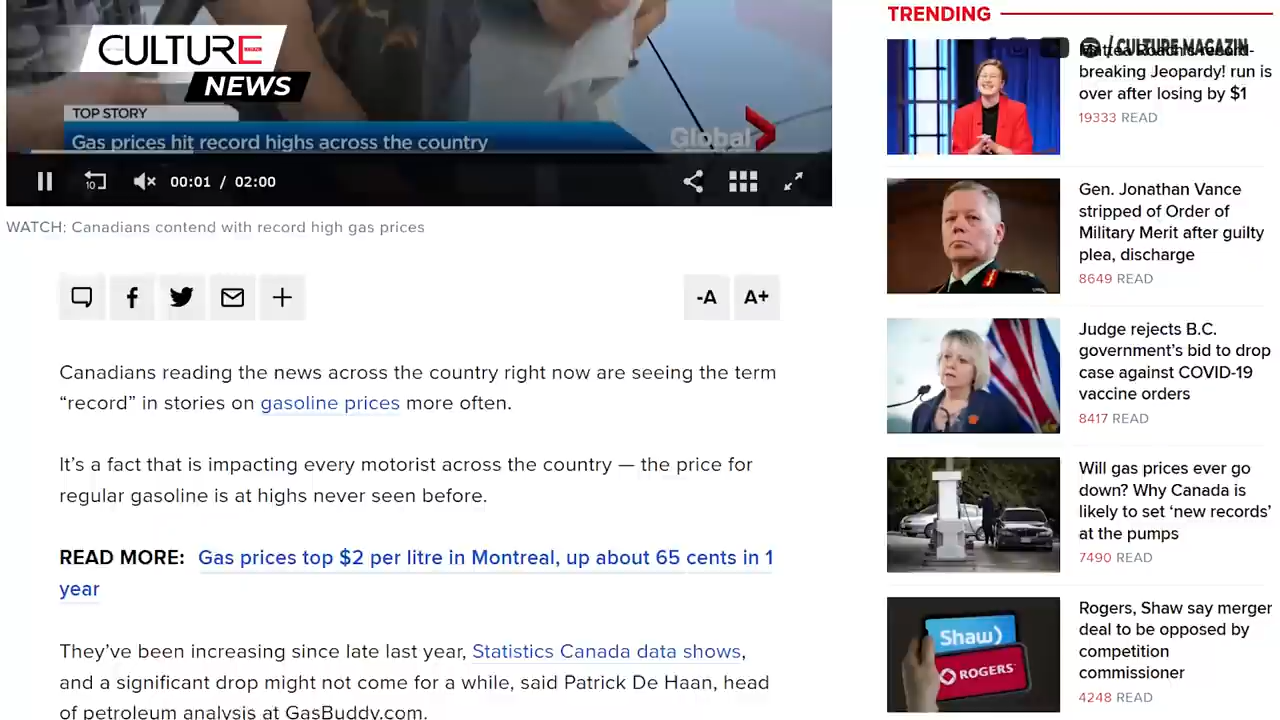 CULTURE
NEWS
TOP STORY
Gas prices hit record highs across the country
Global
10
00:01 / 02:00
WATCH: Canadians contend with record high gas prices
-A
A+
Canadians reading the news across the country right now are seeing the term
“record” in stories on gasoline prices more often.
It’s a fact that is impacting every motorist across the country — the price for
regular gasoline is at highs never seen before.
READ MORE: Gas prices top $2 per litre in Montreal, up about 65 cents in 1
year
They’ve been increasing since late last year, Statistics Canada data shows,
and a significant drop might not come for a while, said Patrick De Haan, head
of petroleum analysis at GasBuddy.com.
TRENDING
/ CULTURE MAGAZIN
Mattea Roach’s record-
breaking Jeopardy! run is
over after losing by $1
19333 READ
Gen. Jonathan Vance
stripped of Order of
Military Merit after guilty
plea, discharge
8649 READ
Judge rejects B.C.
government’s bid to drop
case against COVID-19
vaccine orders
8417 READ
Will gas prices ever go
down? Why Canada is
likely to set ‘new records’
at the pumps
7490 READ
Shaw)
ROGERS
Rogers, Shaw say merger
deal to be opposed by
competition
commissioner
4248 READ